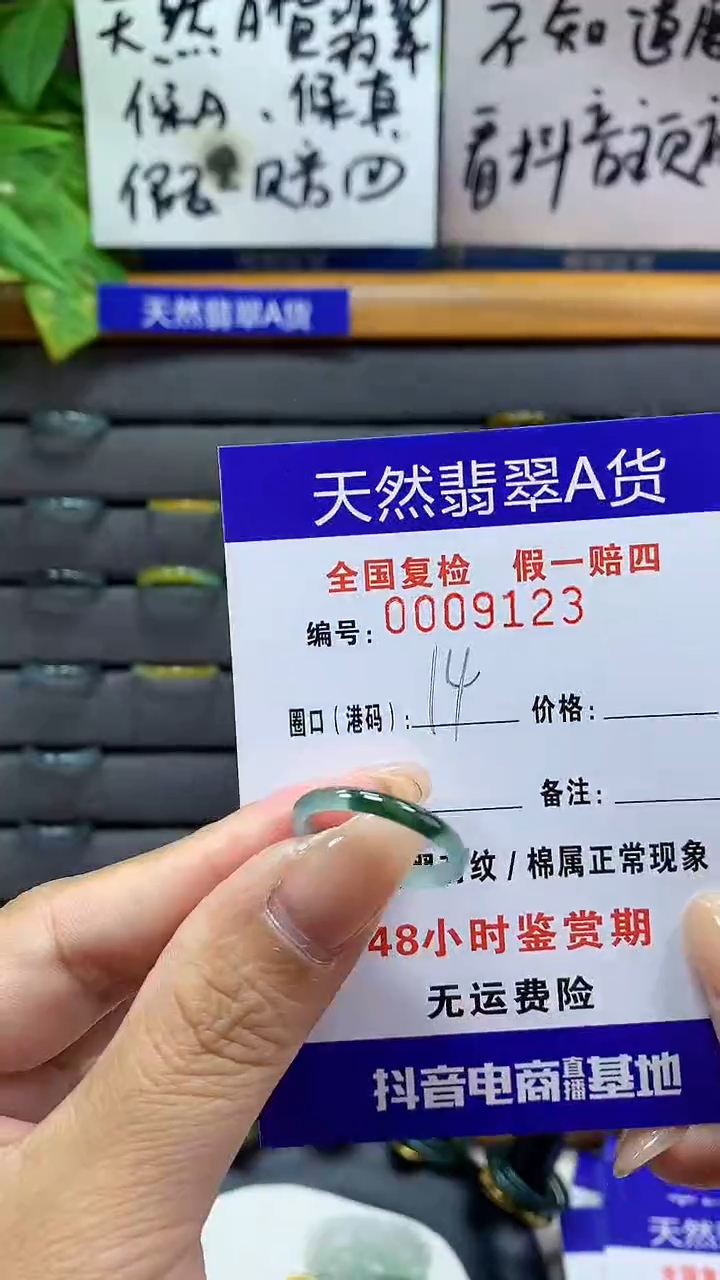 天然A色翡翠
保A、保真
假 赔四
不知道
看抖音视
天然翡翠A货
天然翡翠A货
全国复检 假一赔四
编号: 0009123
圈口(港码): 14 价格:
备注:
纹/棉属正常现象
48小时鉴赏期
无运费险
抖音电商直播基地
天然